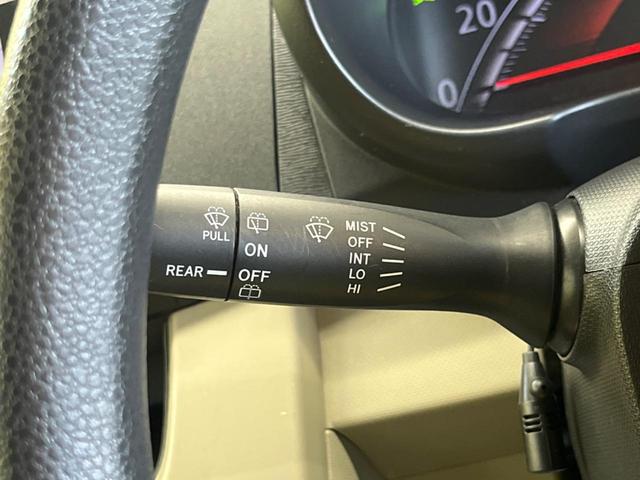 20
0
PULL
REAR
ON
OFF
MIST
OFF
INT
LO
HI